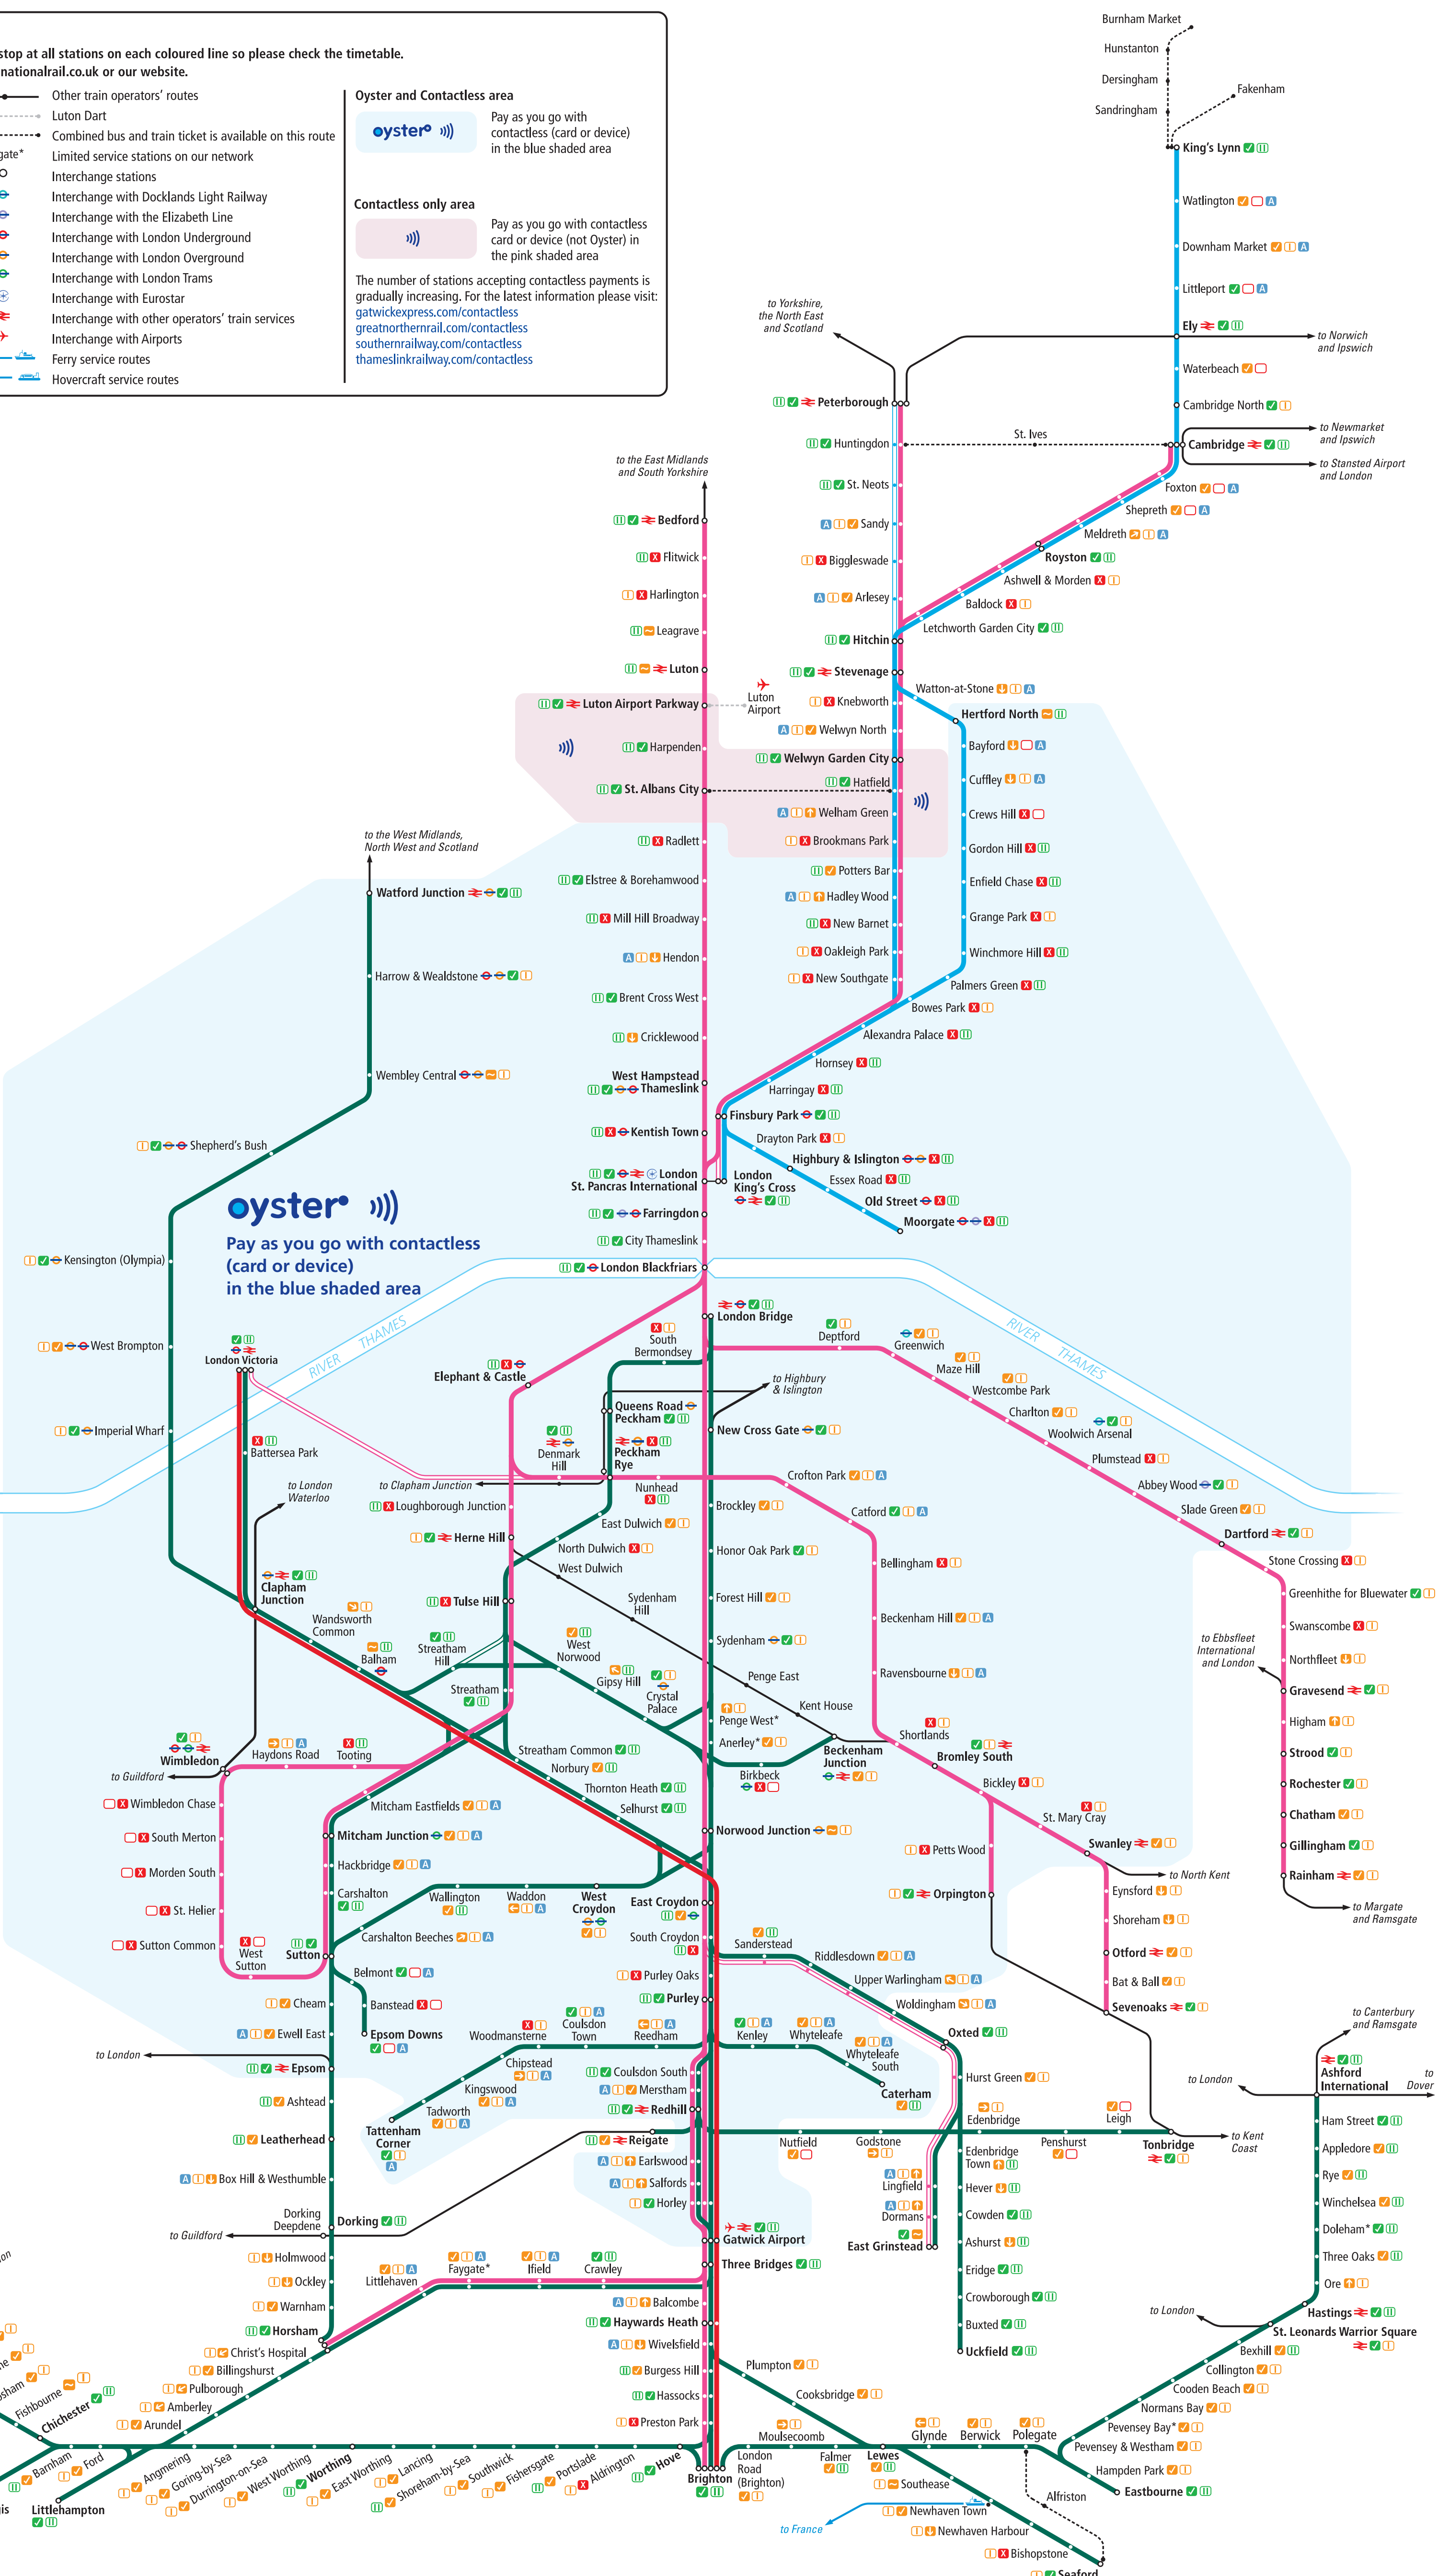 stop at all stations on each coloured line so please check the timetable.
nationalrail.co.uk or our website.
Other train operators' routes
Luton Dart
Combined bus and train ticket is available on this route
gate*
Limited service stations on our network
Interchange stations
Interchange with Docklands Light Railway
Interchange with the Elizabeth Line
Interchange with London Underground
Interchange with London Overground
Interchange with London Trams
Interchange with Eurostar
Interchange with other operators' train services
Interchange with Airports
Ferry service routes
Hovercraft service routes
Oyster and Contactless area
oyster
Pay as you go with
contactless (card or device)
in the blue shaded area
Contactless only area
Pay as you go with contactless
card or device (not Oyster) in
the pink shaded area
The number of stations accepting contactless payments is
gradually increasing. For the latest information please visit:
gatwickexpress.com/contactless
greatnorthernrail.com/contactless
southernrailway.com/contactless
thameslinkrailway.com/contactless
Burnham Market
Hunstanton
Dersingham
Sandringham
Fakenham
King's Lynn
Watlington
Downham Market
Littleport
Ely
to Norwich
and Ipswich
Waterbeach
Cambridge North
to Newmarket
and Ipswich
Cambridge
to Stansted Airport
and London
Foxton
Shepreth
Meldreth
Royston
Ashwell & Morden
Baldock
Letchworth Garden City
to Yorkshire,
the North East
and Scotland
Peterborough
St. Ives
Huntingdon
St. Neots
Sandy
Biggleswade
Arlesey
Hitchin
Stevenage
Knebworth
Welwyn North
Welwyn Garden City
Hatfield
Welham Green
Brookmans Park
Potters Bar
Hadley Wood
New Barnet
Oakleigh Park
New Southgate
Watton-at-Stone
Hertford North
Bayford
Cuffley
Crews Hill
Gordon Hill
Enfield Chase
Grange Park
Winchmore Hill
Palmers Green
Bowes Park
Alexandra Palace
Hornsey
Harringay
Finsbury Park
Drayton Park
Highbury & Islington
Essex Road
Old Street
Moorgate
London
King's Cross
to the East Midlands
and South Yorkshire
Bedford
Flitwick
Harlington
Leagrave
Luton
Luton Airport Parkway
Luton
Airport
Harpenden
St. Albans City
Radlett
Elstree & Borehamwood
Mill Hill Broadway
Hendon
Brent Cross West
Cricklewood
West Hampstead
Thameslink
Kentish Town
London
St. Pancras International
Farringdon
City Thameslink
London Blackfriars
to the West Midlands,
North West and Scotland
Watford Junction
Harrow & Wealdstone
Wembley Central
Shepherd's Bush
Kensington (Olympia)
West Brompton
Imperial Wharf
oyster
Pay as you go with contactless
(card or device)
in the blue shaded area
RIVER THAMES
RIVER THAMES
London Victoria
Battersea Park
to London
Waterloo
Clapham
Junction
Wandsworth
Common
Balham
Streatham
Hill
Streatham
London Bridge
South
Bermondsey
Elephant & Castle
to Highbury
& Islington
Queens Road
Peckham
Peckham
Rye
Denmark
Hill
to Clapham Junction
Nunhead
New Cross Gate
Loughborough Junction
Herne Hill
East Dulwich
North Dulwich
West Dulwich
Tulse Hill
Sydenham
Hill
West
Norwood
Gipsy Hill
Crystal
Palace
Penge East
Kent House
Brockley
Honor Oak Park
Forest Hill
Sydenham
Penge West*
Anerley*
Birkbeck
Beckenham
Junction
Deptford
Greenwich
Maze Hill
Westcombe Park
Charlton
Woolwich Arsenal
Plumstead
Abbey Wood
Slade Green
Dartford
Stone Crossing
Greenhithe for Bluewater
Swanscombe
to Ebbsfleet
International
and London
Northfleet
Gravesend
Higham
Strood
Rochester
Chatham
Gillingham
Rainham
to Margate
and Ramsgate
Crofton Park
Catford
Bellingham
Beckenham Hill
Ravensbourne
Shortlands
Bromley South
Bickley
St. Mary Cray
Swanley
to North Kent
Petts Wood
Orpington
Eynsford
Shoreham
Otford
Bat & Ball
Sevenoaks
Wimbledon
to Guildford
Haydons Road
Tooting
Wimbledon Chase
South Merton
Morden South
St. Helier
Sutton Common
West
Sutton
Streatham Common
Norbury
Thornton Heath
Selhurst
Norwood Junction
Mitcham Eastfields
Mitcham Junction
Hackbridge
Carshalton
Sutton
Carshalton Beeches
Wallington
Waddon
West
Croydon
East Croydon
South Croydon
Purley Oaks
Purley
Belmont
Banstead
Epsom Downs
Cheam
Ewell East
to London
Epsom
Ashtead
Leatherhead
Box Hill & Westhumble
Dorking
Deepdene
Dorking
to Guildford
Holmwood
Ockley
Warnham
Horsham
Woodmansterne
Coulsdon
Town
Reedham
Chipstead
Kingswood
Tadworth
Tattenham
Corner
Kenley
Whyteleafe
Whyteleafe
South
Caterham
Sanderstead
Riddlesdown
Upper Warlingham
Woldingham
Oxted
Hurst Green
Coulsdon South
Merstham
Redhill
Reigate
Earlswood
Salfords
Horley
Gatwick Airport
Three Bridges
Nutfield
Godstone
Edenbridge
Penshurst
Leigh
Tonbridge
to Kent
Coast
Lingfield
Dormans
East Grinstead
Edenbridge
Town
Hever
Cowden
Ashurst
Eridge
Crowborough
Buxted
Uckfield
to Canterbury
and Ramsgate
Ashford
International
to London
to
Dover
Ham Street
Appledore
Rye
Winchelsea
Doleham*
Three Oaks
Ore
Hastings
to London
St. Leonards Warrior Square
Bexhill
Collington
Cooden Beach
Normans Bay
Pevensey Bay*
Pevensey & Westham
Hampden Park
Eastbourne
Littlehaven
Faygate*
Ifield
Crawley
Balcombe
Haywards Heath
Wivelsfield
Burgess Hill
Hassocks
Preston Park
Christ's Hospital
Billingshurst
Pulborough
Amberley
Arundel
Fishbourne
Chichester
Barnham
Ford
Littlehampton
Angmering
Goring-by-Sea
Durrington-on-Sea
West Worthing
Worthing
East Worthing
Lancing
Shoreham-by-Sea
Southwick
Fishersgate
Portslade
Aldrington
Hove
Brighton
London
Road
(Brighton)
Moulsecoomb
Falmer
Plumpton
Cooksbridge
Lewes
Glynde
Berwick
Polegate
Southease
Newhaven Town
to France
Newhaven Harbour
Bishopstone
Seaford
Alfriston